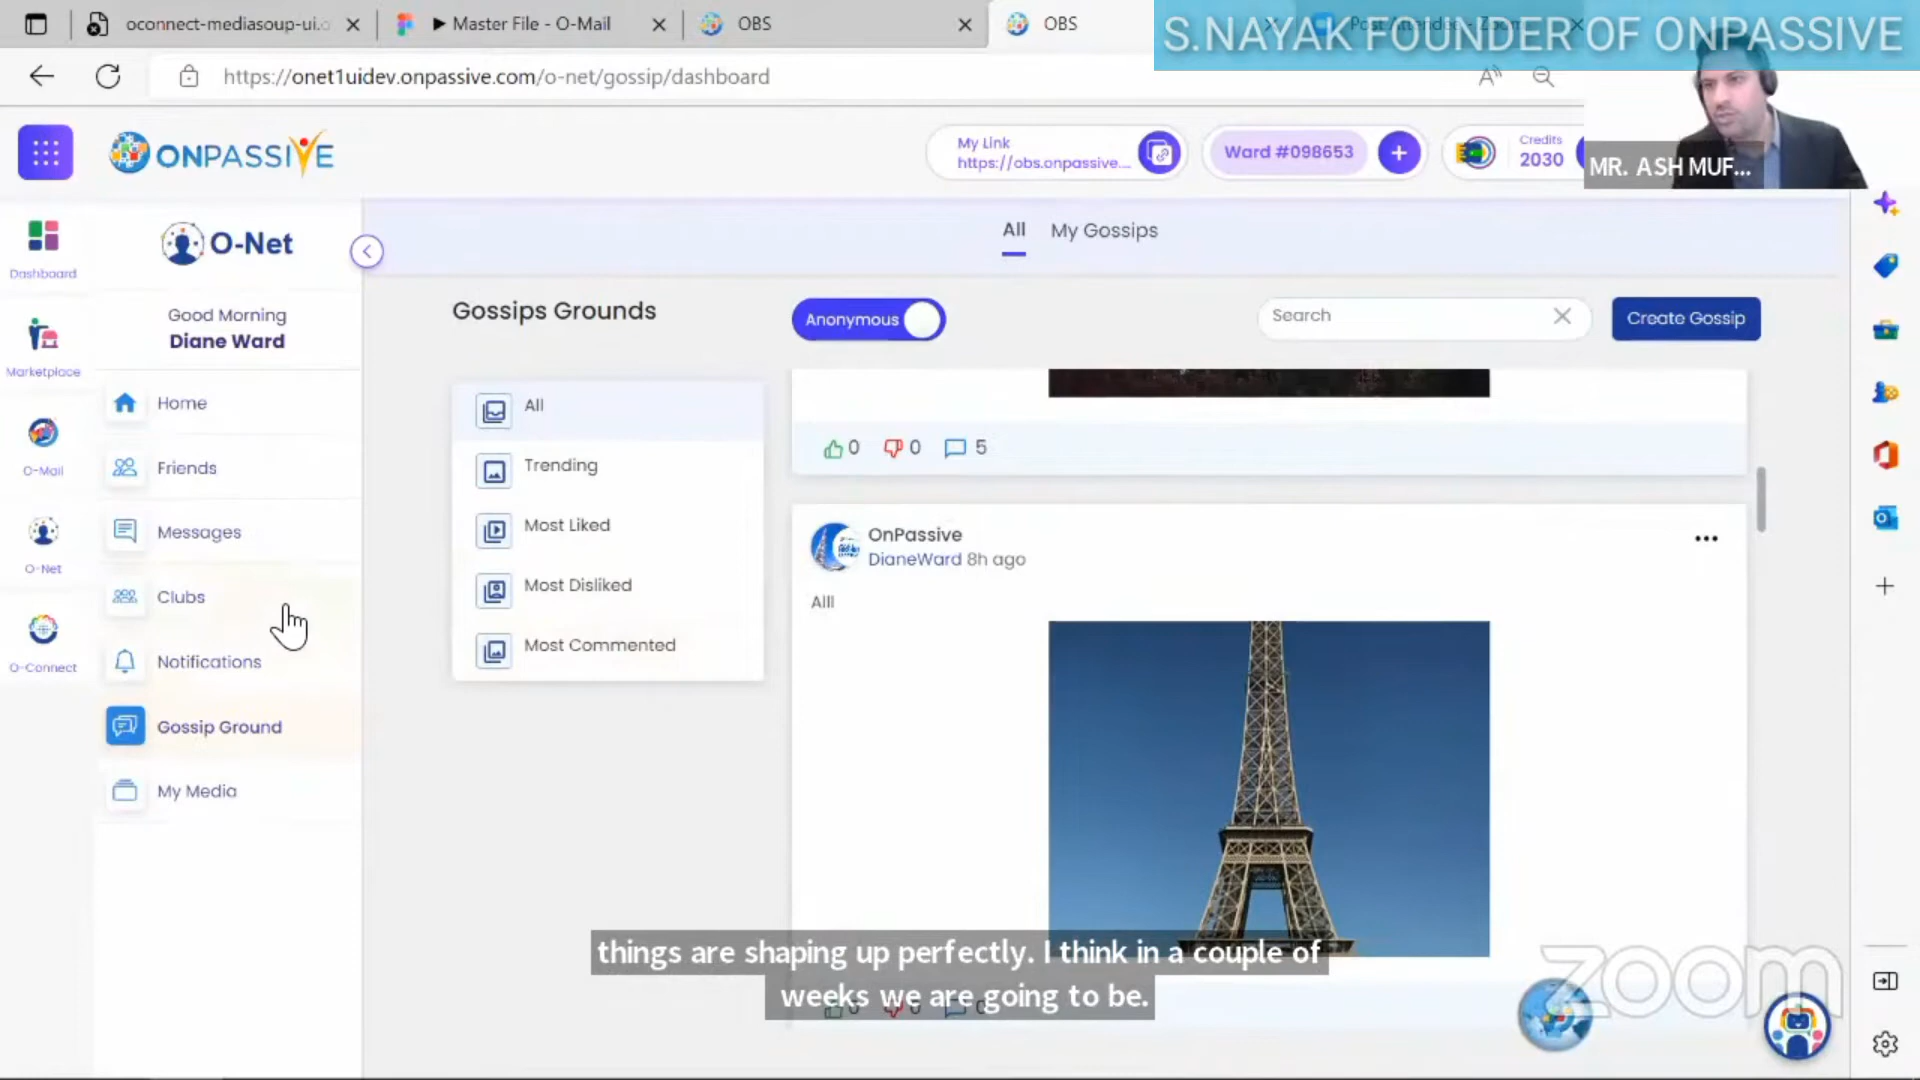 oconnect-mediasoup-ui.o
Master File - O-Mail
OBS
OBS
S.NAYAK FOUNDER OF ONPASSIVE
https://onet1uidev.onpassive.com/o-net/gossip/dashboard
ONPASSIVE
My Link
https://obs.onpassive....
Ward #098653
+
Credits
2030
MR. ASH MUF...
Dashboard
Marketplace
O-Mail
O-Net
O-Connect
O-Net
Good Morning
Diane Ward
Home
Friends
Messages
Clubs
Notifications
Gossip Ground
My Media
All
My Gossips
Gossips Grounds
Anonymous
Search
Create Gossip
All
Trending
Most Liked
Most Disliked
Most Commented
0
0
5
OnPassive
DianeWard 8h ago
Alll
things are shaping up perfectly. I think in a couple of
weeks we are going to be.
zoom